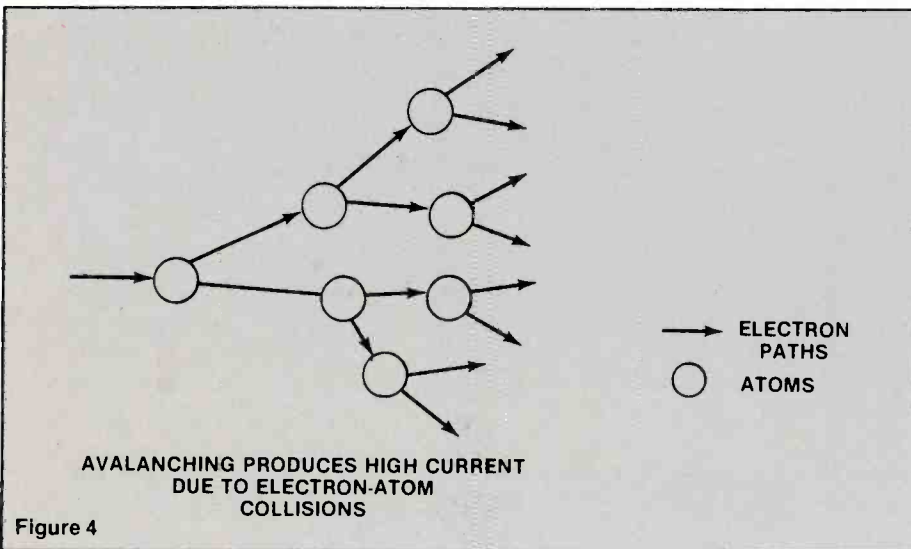 ELECTRON
PATHS
ATOMS
AVALANCHING PRODUCES HIGH CURRENT
DUE TO ELECTRON-ATOM
COLLISIONS
Figure 4